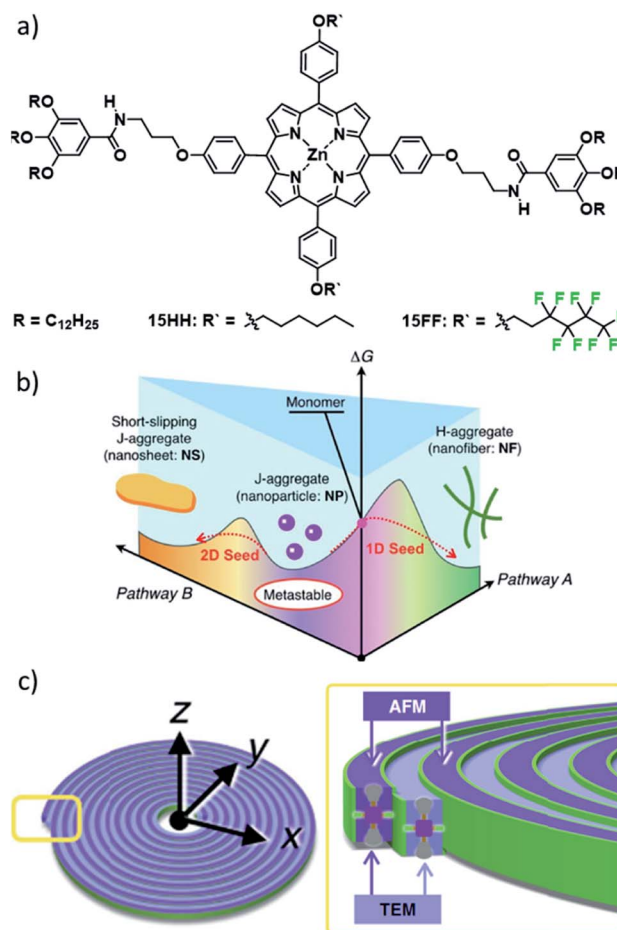 a)
OR`
RO
RO
RO
H
N
O
O
N
N
Zn
N
N
O
N
H
O
OR
OR
OR
OR`
R = C₁₂H₂₅
15HH: R` =
15FF: R` =
F F F F F
F F F F
b)
ΔG
Monomer
Short-slipping
J-aggregate
(nanosheet: NS)
J-aggregate
(nanoparticle: NP)
H-aggregate
(nanofiber: NF)
2D Seed
1D Seed
Metastable
Pathway B
Pathway A
c)
z
y
x
AFM
TEM